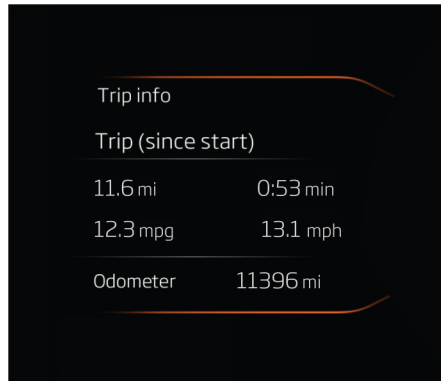 Trip info
Trip (since start)
11.6 mi 0:53 min
12.3 mpg 13.1 mph
Odometer 11396 mi